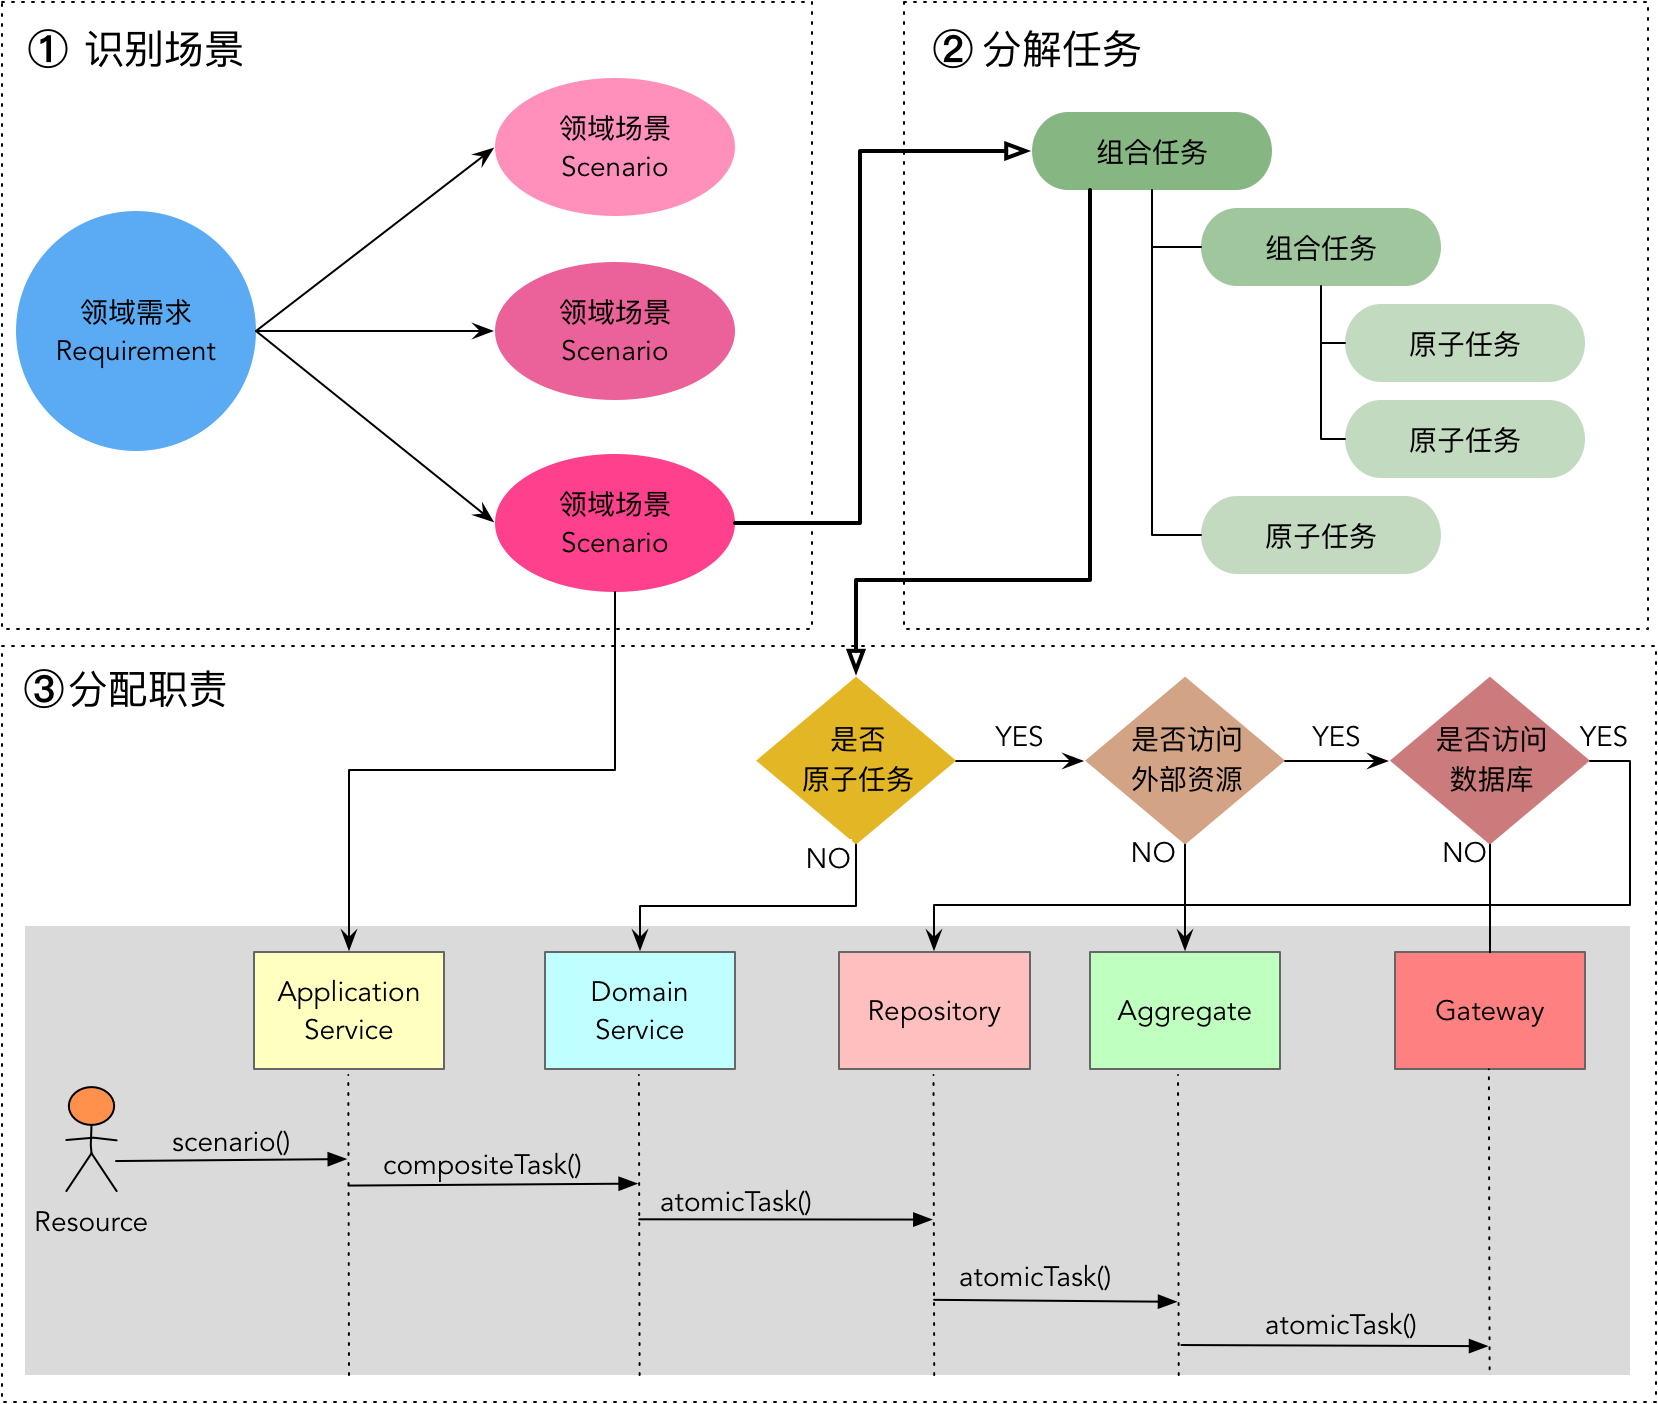 ① 识别场景
领域需求
Requirement
领域场景
Scenario
领域场景
Scenario
领域场景
Scenario
② 分解任务
组合任务
组合任务
原子任务
原子任务
原子任务
③分配职责
是否
原子任务
YES
NO
是否访问
外部资源
YES
NO
是否访问
数据库
YES
NO
Application
Service
Domain
Service
Repository
Aggregate
Gateway
Resource
scenario()
compositeTask()
atomicTask()
atomicTask()
atomicTask()